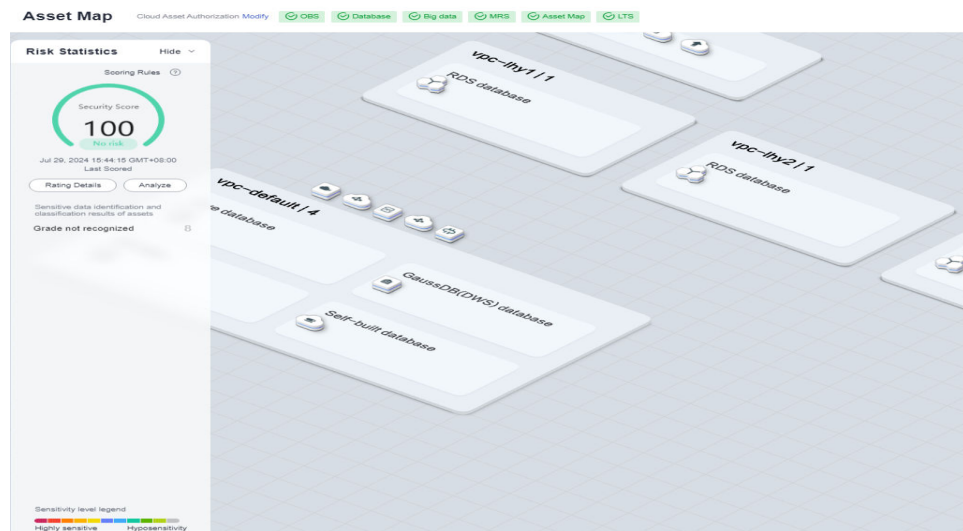 Asset Map
Cloud Asset Authorization Modify
OBS
Database
Big data
MRS
Asset Map
LTS
Risk Statistics
Hide
Scoring Rules
Security Score
100
No risk
Jul 29, 2024 15:44:15 GMT+08:00
Last Scored
Rating Details
Analyze
Sensitive data identification and
classification results of assets
Grade not recognized 8
Sensitivity level legend
Highly sensitive
Hyposensitivity
vpc-lhy1 | 1
RDS database
vpc-lhy2 | 1
RDS database
vpc-default | 4
database
GaussDB(DWS) database
Self-built database